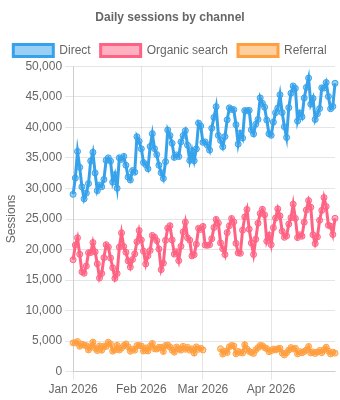 Daily sessions by channel
Direct
Organic search
Referral
50,000
45,000
40,000
35,000
30,000
25,000
20,000
15,000
10,000
5,000
0
Sessions
Jan 2026
Feb 2026
Mar 2026
Apr 2026